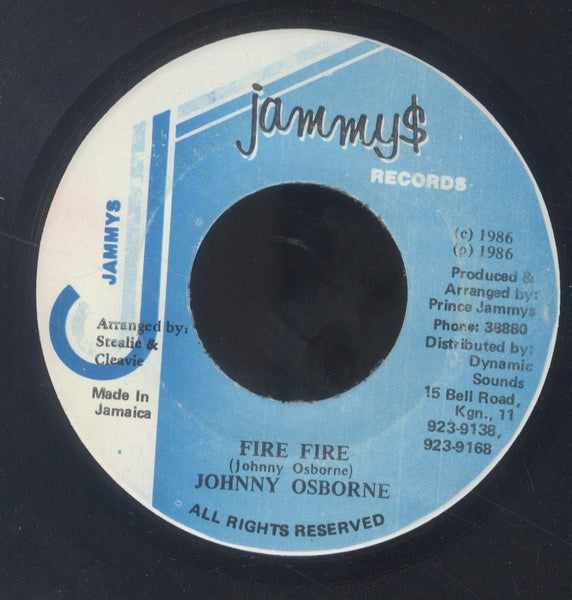 jammy$
RECORDS
JAMMYS
(c) 1986
(p) 1986
Produced &
Arranged by:
Prince Jammys
Phone: 38880
Distributed by:
Dynamic
Sounds
15 Bell Road,
Kgn., 11
923-9138,
923-9168
Arranged by:
Stealie &
Cleavie
Made In
Jamaica
FIRE FIRE
(Johnny Osborne)
JOHNNY OSBORNE
ALL RIGHTS RESERVED